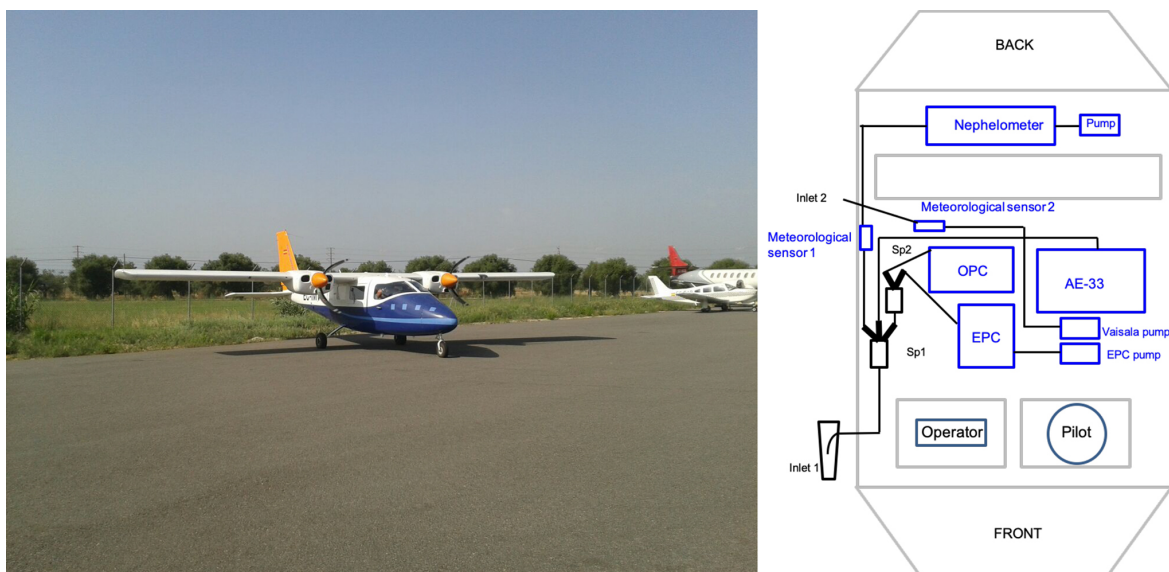 BACK
Nephelometer
Pump
Inlet 2
Meteorological sensor 2
Meteorological
sensor 1
Sp2
OPC
AE-33
Sp1
EPC
Vaisala pump
EPC pump
Operator
Pilot
Inlet 1
FRONT